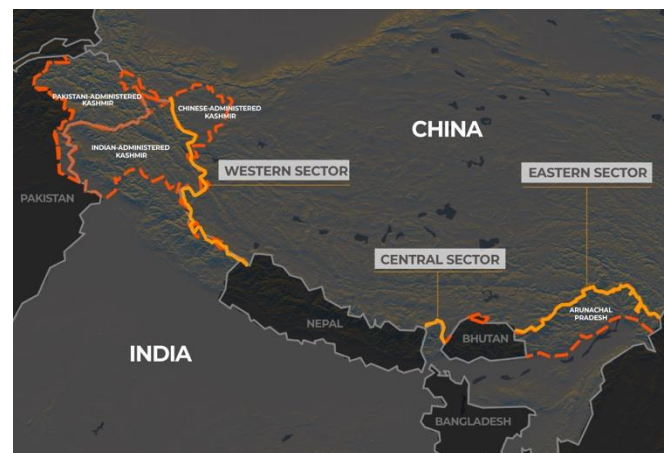 PAKISTANI-ADMINISTERED
KASHMIR
CHINESE-ADMINISTERED
KASHMIR
CHINA
INDIAN-ADMINISTERED
KASHMIR
WESTERN SECTOR
EASTERN SECTOR
PAKISTAN
CENTRAL SECTOR
ARUNACHAL
PRADESH
NEPAL
BHUTAN
INDIA
BANGLADESH